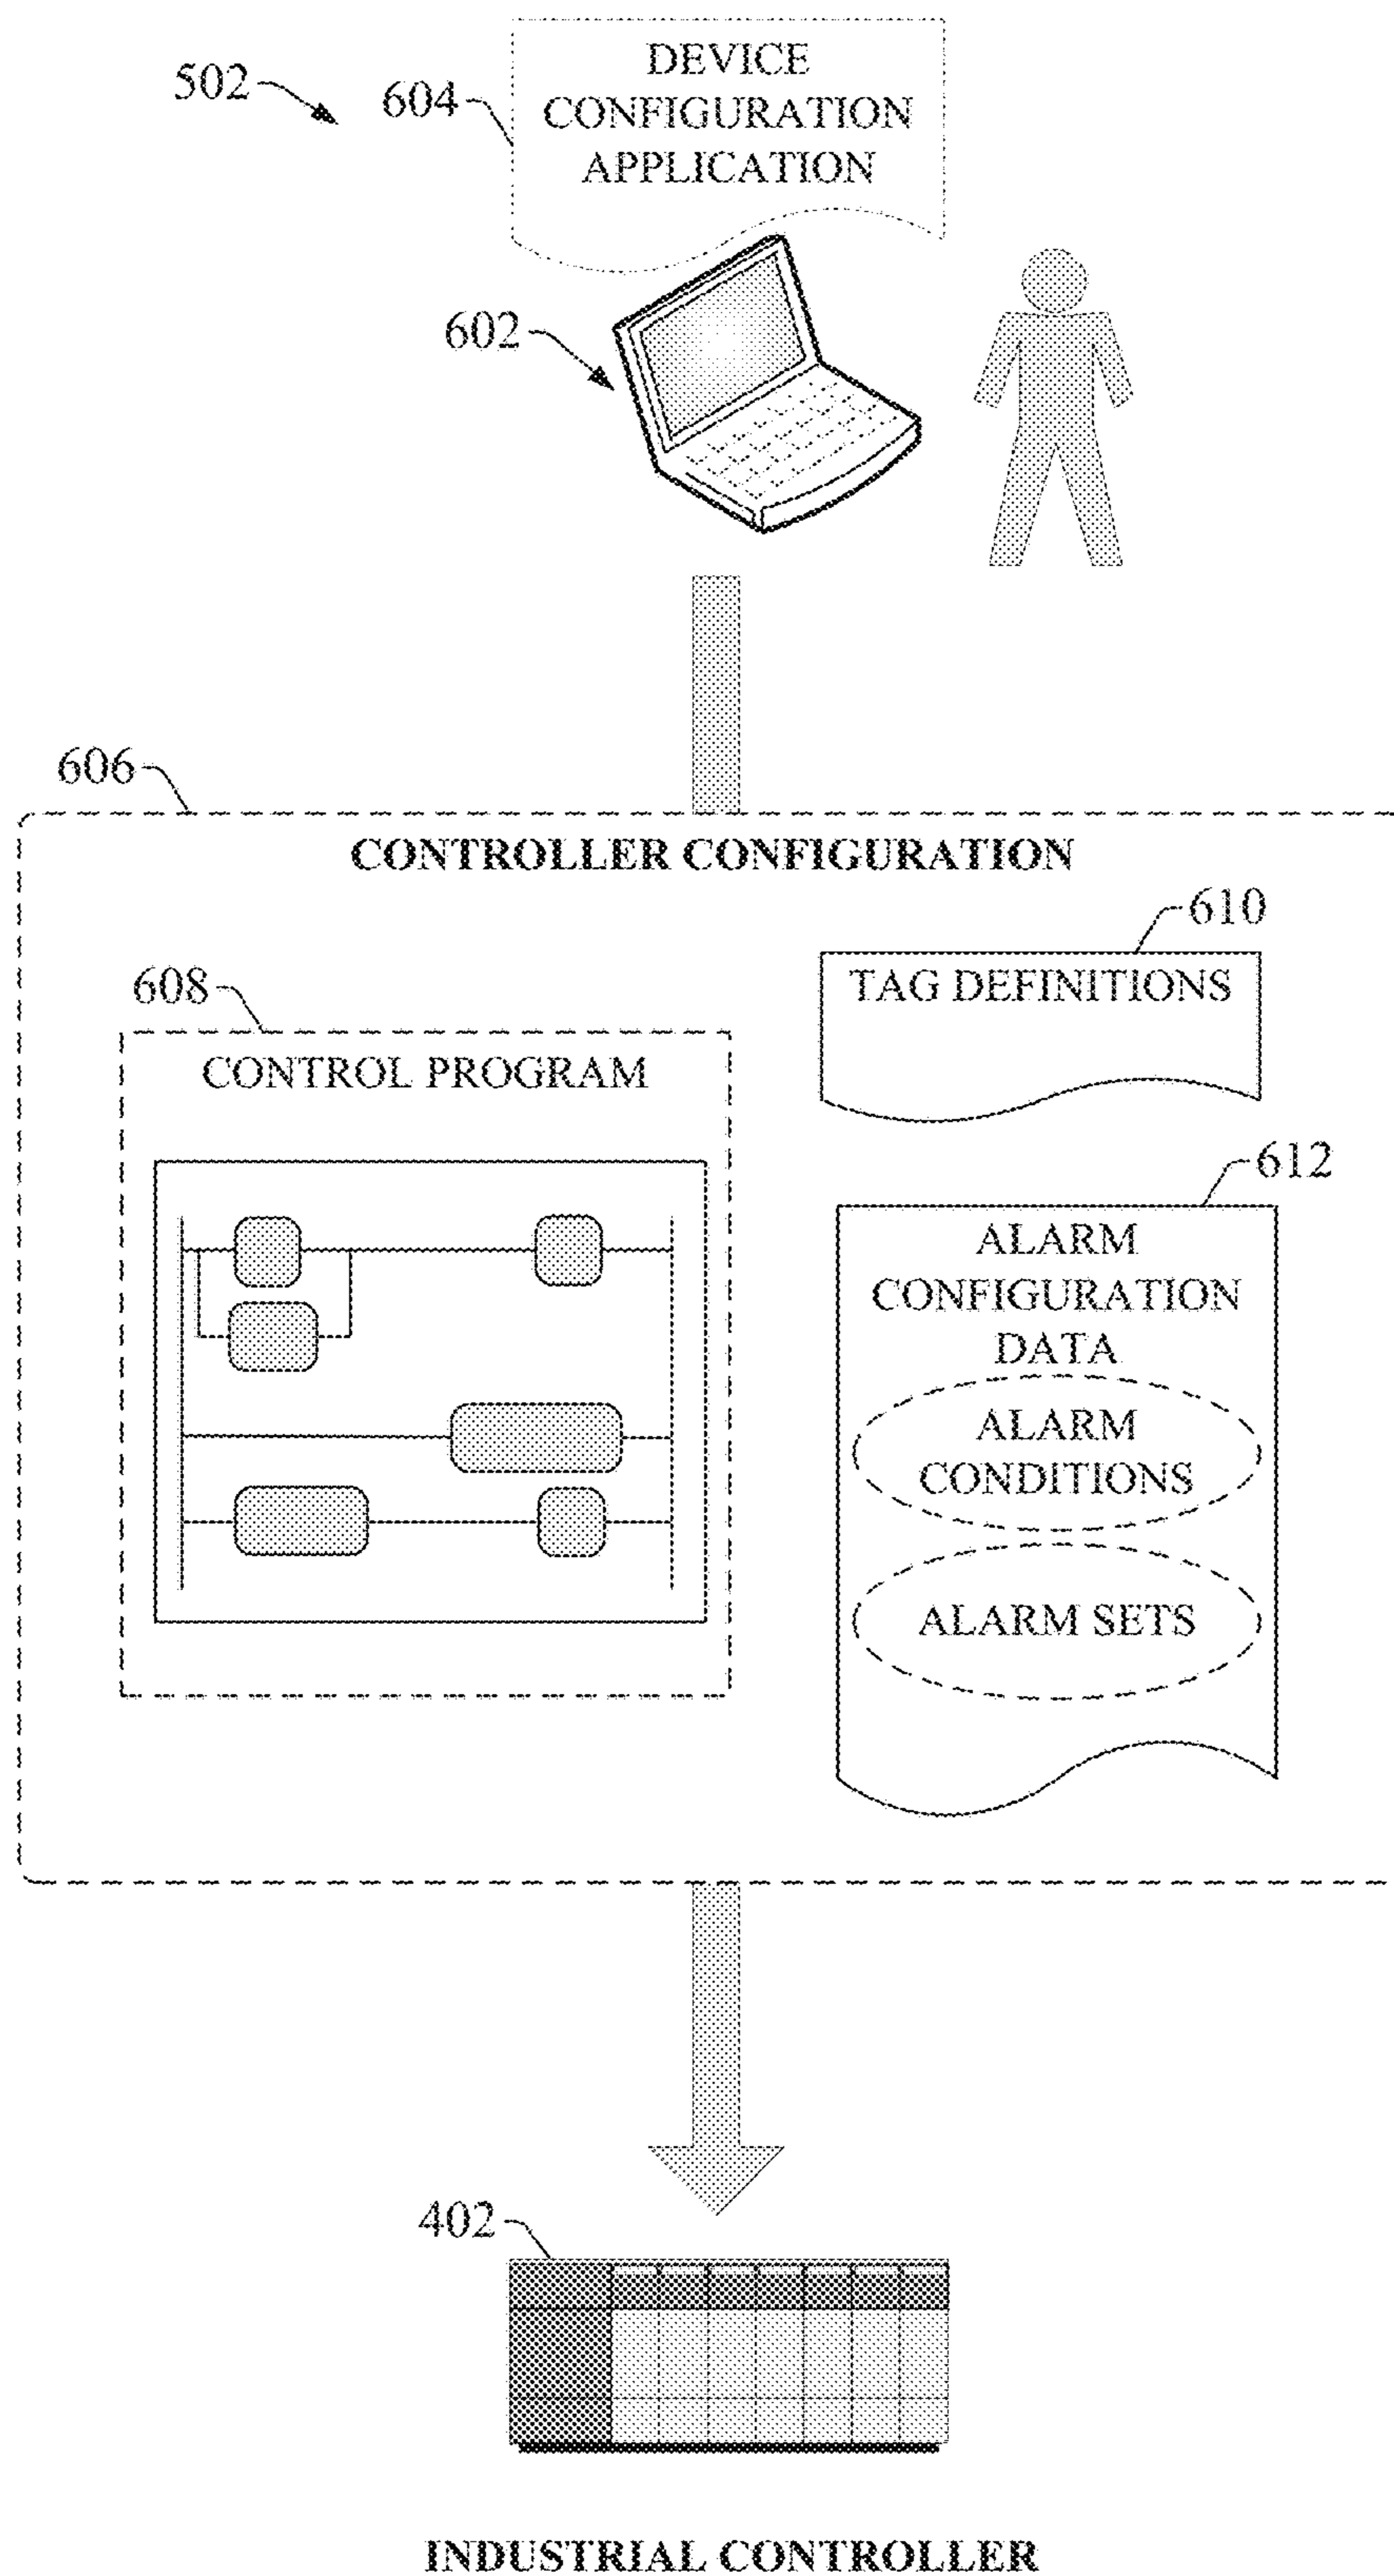 502
604
DEVICE
CONFIGURATION
APPLICATION
602
606
CONTROLLER CONFIGURATION
610
TAG DEFINITIONS
608
CONTROL PROGRAM
612
ALARM
CONFIGURATION
DATA
ALARM
CONDITIONS
ALARM SETS
402
INDUSTRIAL CONTROLLER